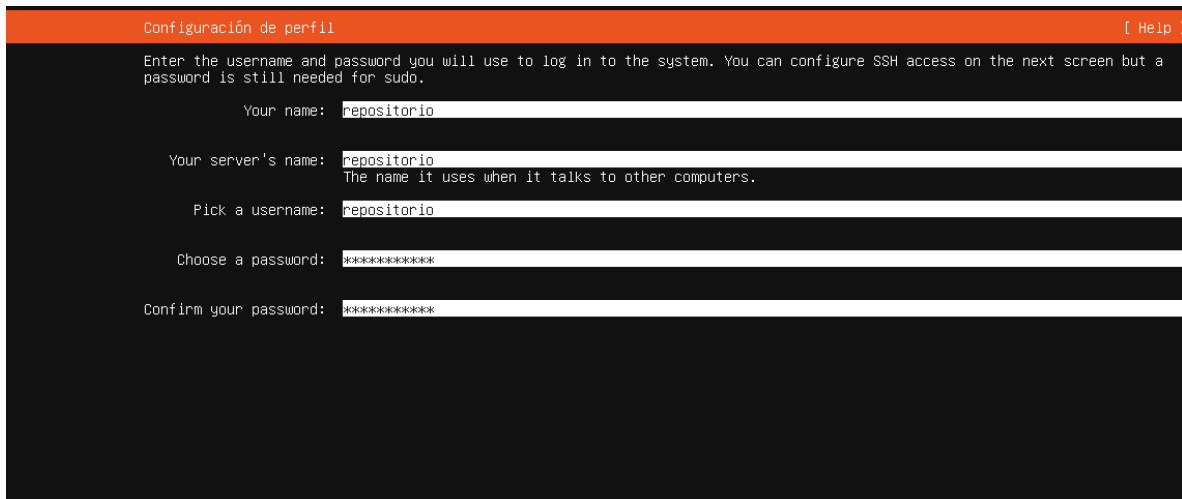 Configuración de perfil [ Help ]
Enter the username and password you will use to log in to the system. You can configure SSH access on the next screen but a
password is still needed for sudo.
Your name: repositorio
Your server's name: repositorio
The name it uses when it talks to other computers.
Pick a username: repositorio
Choose a password: ***********
Confirm your password: ***********